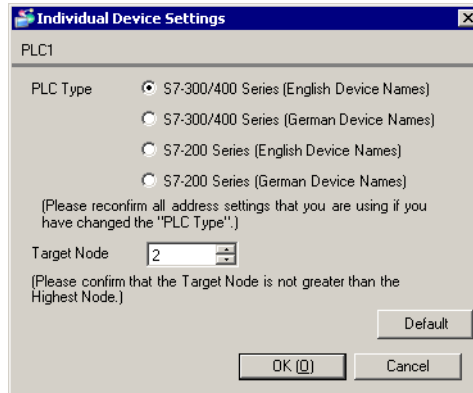 Individual Device Settings
PLC1
PLC Type
S7-300/400 Series (English Device Names)
S7-300/400 Series (German Device Names)
S7-200 Series (English Device Names)
S7-200 Series (German Device Names)
(Please reconfirm all address settings that you are using if you
have changed the "PLC Type".)
Target Node 2
(Please confirm that the Target Node is not greater than the
Highest Node.)
Default
OK (O) Cancel